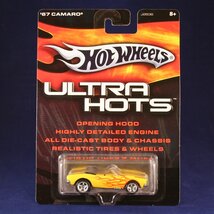 '67 CAMARO
8+
HOT WHEELS
ULTRA
HOTS
OPENING HOOD
HIGHLY DETAILED ENGINE
ALL DIE-CAST BODY & CHASSIS
REALISTIC TIRES & WHEELS